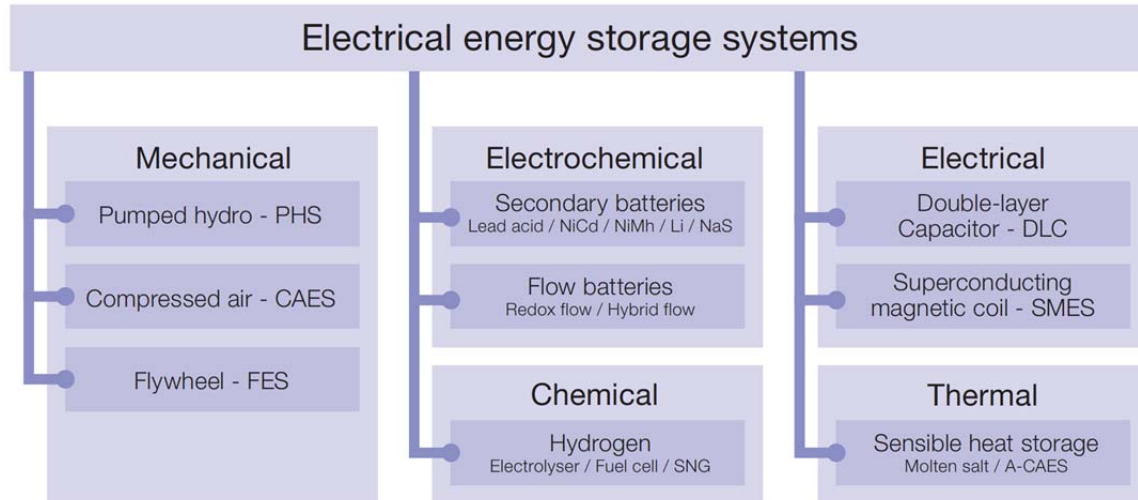 Electrical energy storage systems
Mechanical
Pumped hydro - PHS
Compressed air - CAES
Flywheel - FES
Electrochemical
Secondary batteries
Lead acid / NiCd / NiMh / Li / NaS
Flow batteries
Redox flow / Hybrid flow
Chemical
Hydrogen
Electrolyser / Fuel cell / SNG
Electrical
Double-layer
Capacitor - DLC
Superconducting
magnetic coil - SMES
Thermal
Sensible heat storage
Molten salt / A-CAES